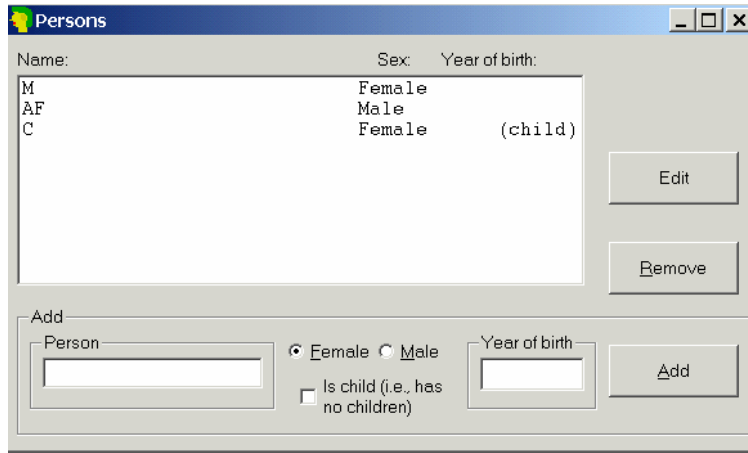 Persons
Name: Sex: Year of birth:
M Female
AF Male
C Female (child)
Edit
Remove
Add
Person
Female Male
Year of birth
Add
Is child (i.e., has
no children)